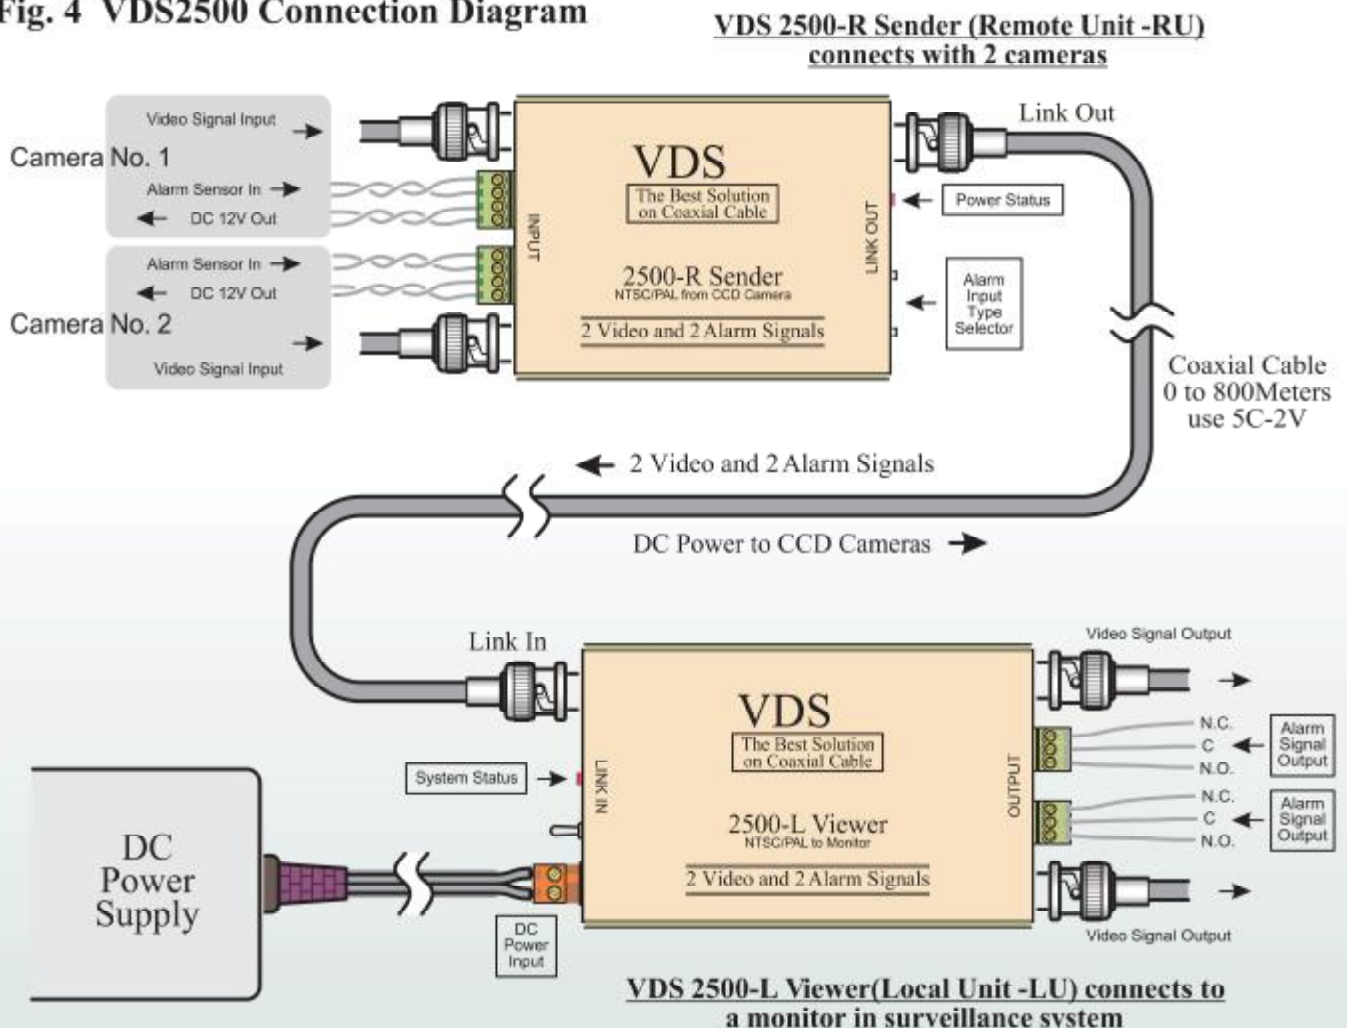 Fig. 4 VDS2500 Connection Diagram
VDS 2500-R Sender (Remote Unit -RU)
connects with 2 cameras
Video Signal Input
Camera No. 1
Alarm Sensor In
DC 12V Out
Alarm Sensor In
DC 12V Out
Camera No. 2
Video Signal Input
INPUT
VDS
The Best Solution
on Coaxial Cable
2500-R Sender
NTSC/PAL from CCD Camera
2 Video and 2 Alarm Signals
LINK OUT
Link Out
Power Status
Alarm
Input
Type
Selector
Coaxial Cable
0 to 800Meters
use 5C-2V
2 Video and 2 Alarm Signals
DC Power to CCD Cameras
Link In
System Status
LINK IN
DC
Power
Supply
DC
Power
Input
VDS
The Best Solution
on Coaxial Cable
2500-L Viewer
NTSC/PAL to Monitor
2 Video and 2 Alarm Signals
OUTPUT
Video Signal Output
N.C.
C
N.O.
Alarm
Signal
Output
N.C.
C
N.O.
Alarm
Signal
Output
Video Signal Output
VDS 2500-L Viewer(Local Unit -LU) connects to
a monitor in surveillance system